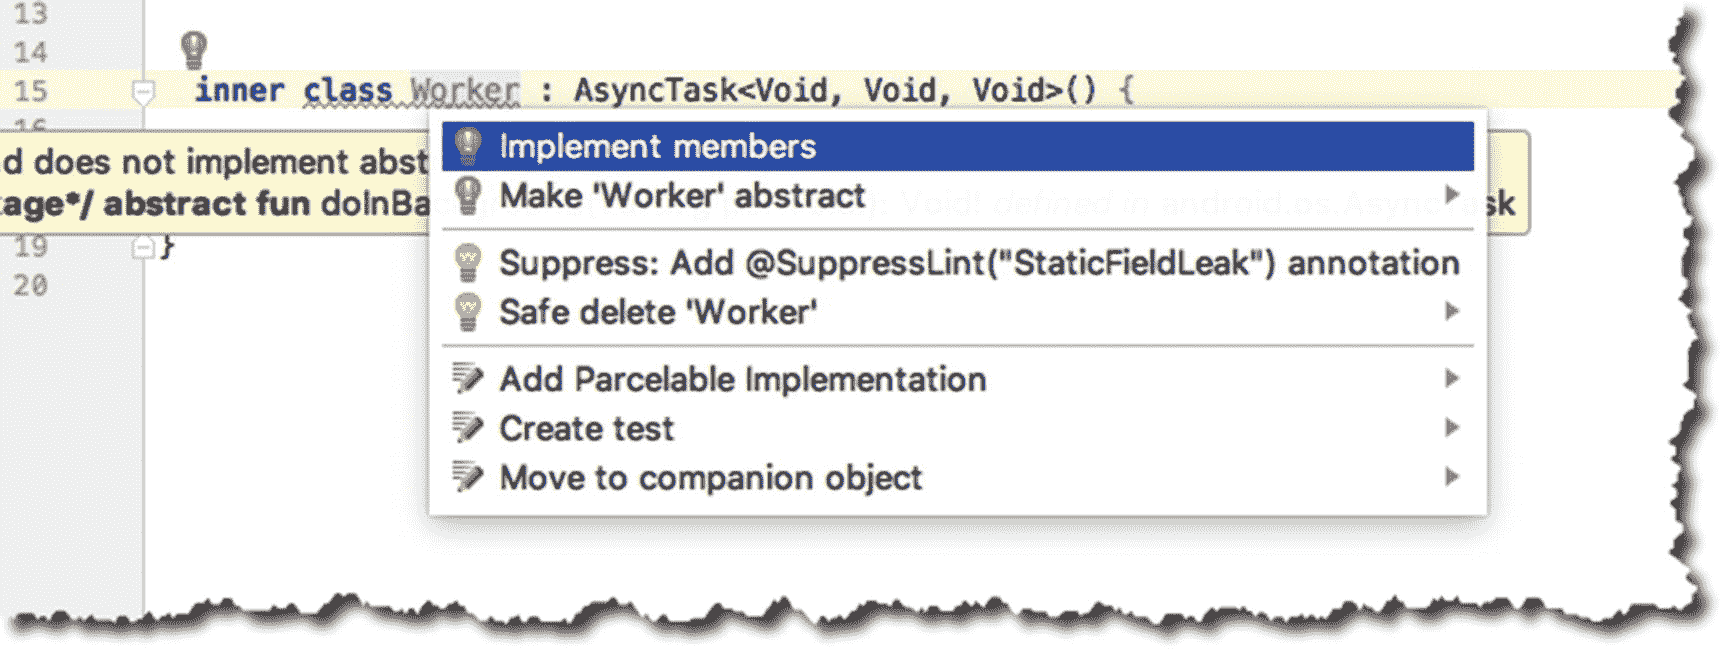 13
14
15 inner class Worker : AsyncTask<Void, Void, Void>() {
16
d does not implement abst
Implement members
tage*/ abstract fun doInBa
Make 'Worker' abstract
): Void! defined in android.os.AsyncTask
19 }
Suppress: Add @SuppressLint("StaticFieldLeak") annotation
20
Safe delete 'Worker'
Add Parcelable Implementation
Create test
Move to companion object